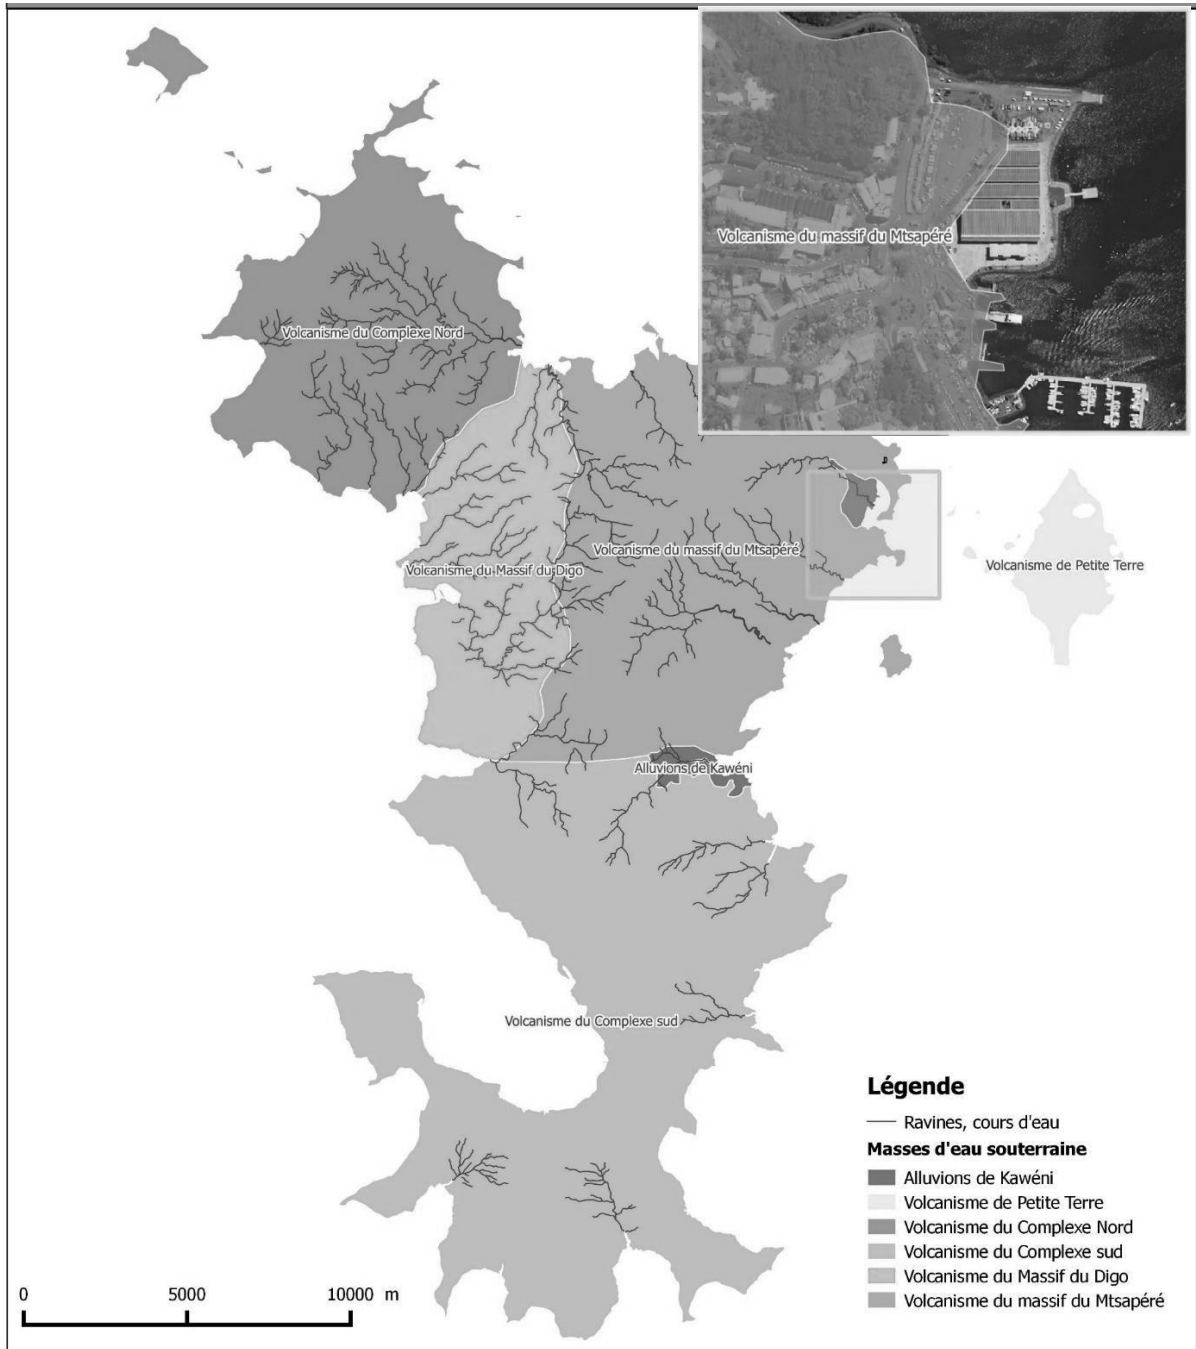 Volcanisme du massif du Mtsapéré
Volcanisme du Complexe Nord
Volcanisme du massif du Mtsapéré
Volcanisme de Petite Terre
Volcanisme du Massif du Digo
Alluvions de Kawéni
Volcanisme du Complexe sud
Légende
Ravines, cours d'eau
Masses d'eau souterraine
Alluvions de Kawéni
Volcanisme de Petite Terre
Volcanisme du Complexe Nord
Volcanisme du Complexe sud
Volcanisme du Massif du Digo
Volcanisme du massif du Mtsapéré
0 5000 10000 m